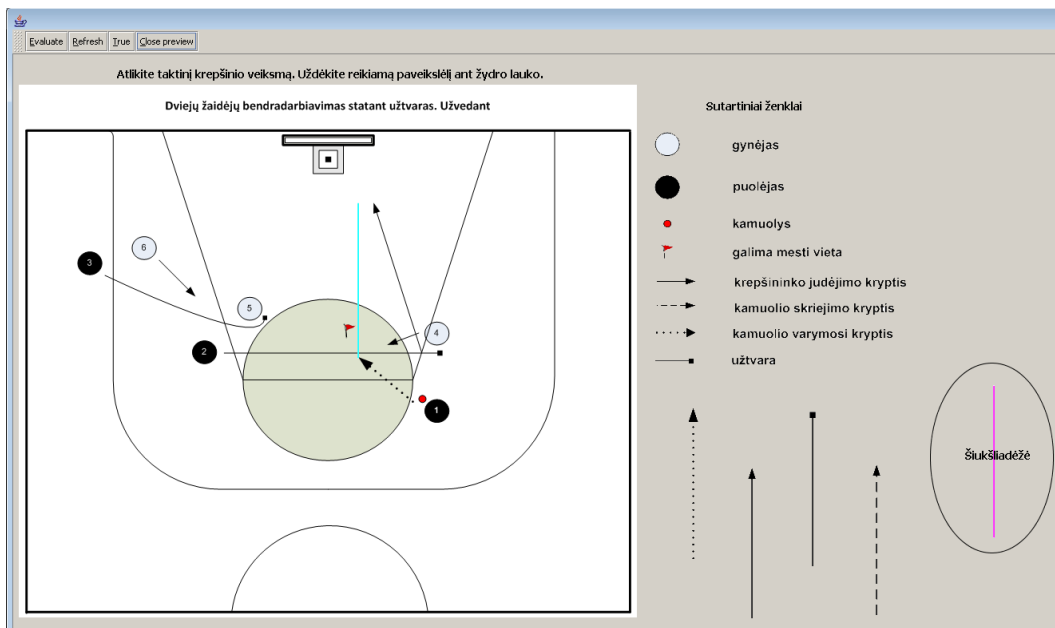 Evaluate Refresh True Close preview
Atlikite taktinį krepšinio veiksmą. Uždėkite reikiamą paveikslėlį ant žydro lauko.
Dviejų žaidėjų bendradarbiavimas statant užtvaras. Užvedant
6
3
5
4
2
1
Sutartiniai ženklai
gynėjas
puolėjas
kamuolys
galima mesti vieta
krepšininko judėjimo kryptis
kamuolio skriejimo kryptis
kamuolio varymosi kryptis
užtvara
Šiukšliadėžė